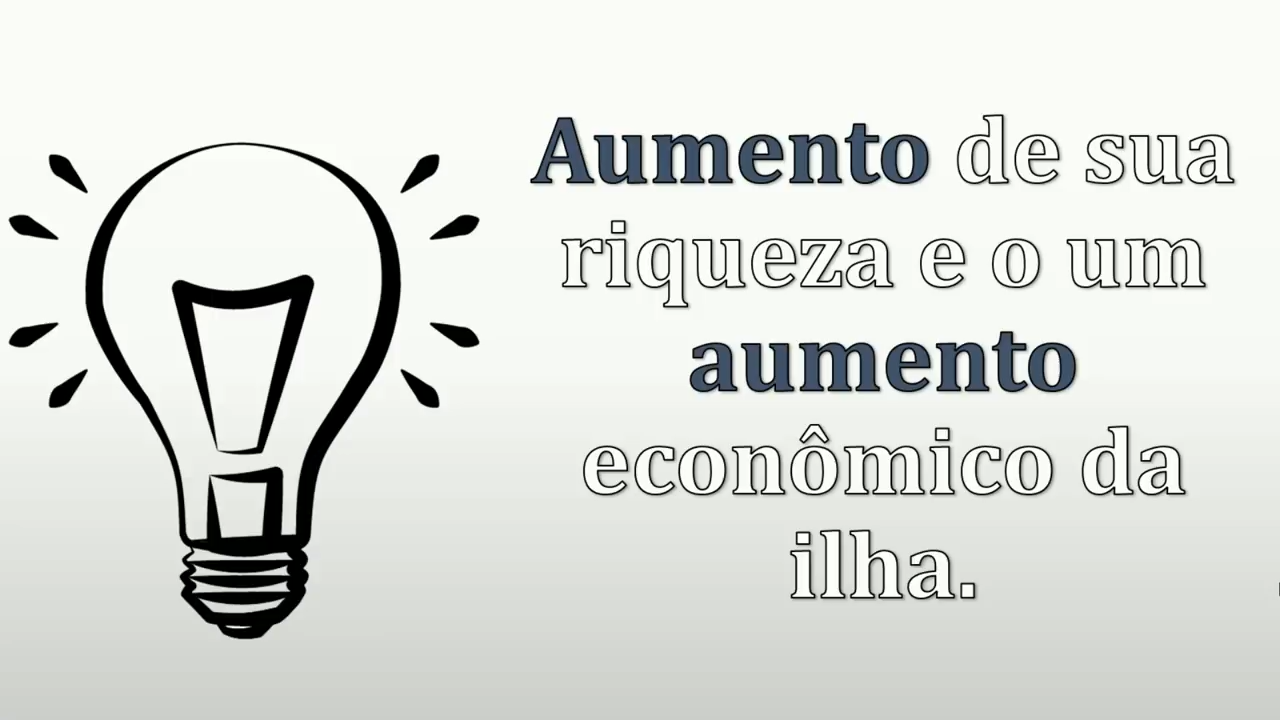 Aumento de sua
riqueza e o um
aumento
econômico da
ilha.